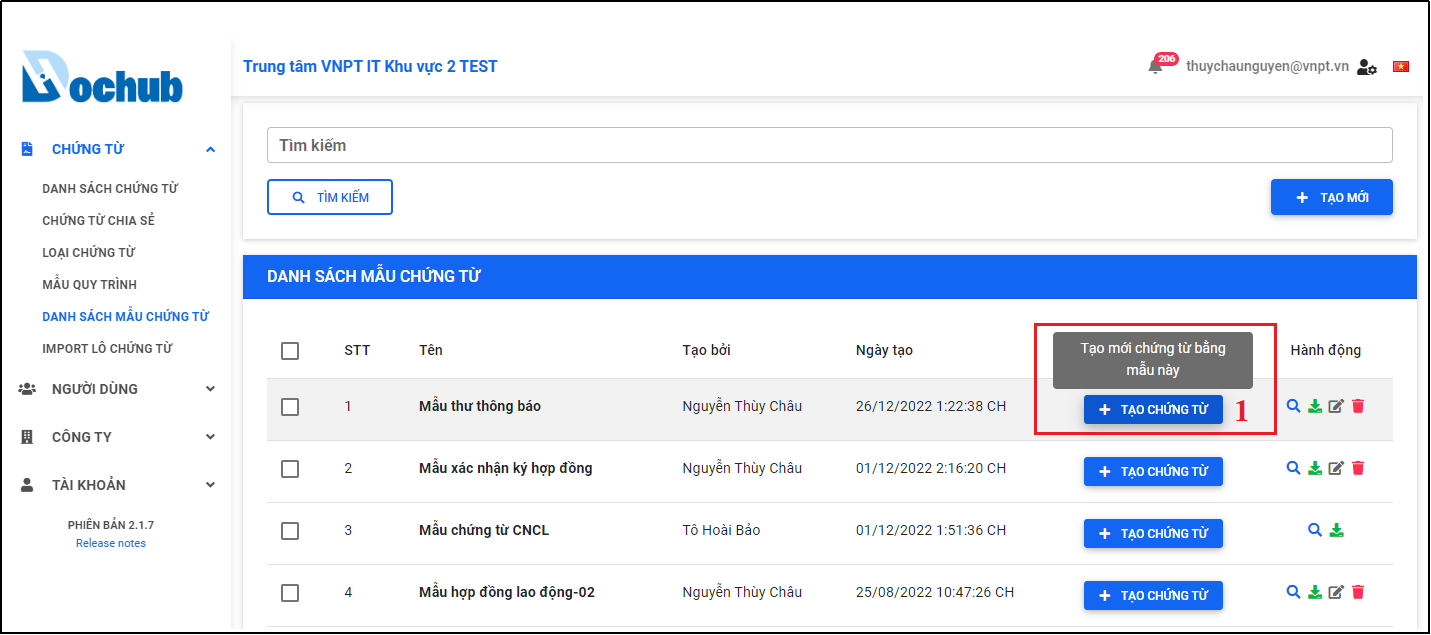 Dochub
Trung tâm VNPT IT Khu vực 2 TEST
206
thuychaunguyen@vnpt.vn
CHỨNG TỪ
DANH SÁCH CHỨNG TỪ
CHỨNG TỪ CHIA SẺ
LOẠI CHỨNG TỪ
MẪU QUY TRÌNH
DANH SÁCH MẪU CHỨNG TỪ
IMPORT LÔ CHỨNG TỪ
NGƯỜI DÙNG
CÔNG TY
TÀI KHOẢN
PHIÊN BẢN 2.1.7
Release notes
Tìm kiếm
TÌM KIẾM
TẠO MỚI
DANH SÁCH MẪU CHỨNG TỪ
STT Tên Tạo bởi Ngày tạo Hành động
Tạo mới chứng từ bằng
mẫu này
1 Mẫu thư thông báo Nguyễn Thùy Châu 26/12/2022 1:22:38 CH TẠO CHỨNG TỪ 1
2 Mẫu xác nhận ký hợp đồng Nguyễn Thùy Châu 01/12/2022 2:16:20 CH TẠO CHỨNG TỪ
3 Mẫu chứng từ CNCL Tô Hoài Bảo 01/12/2022 1:51:36 CH TẠO CHỨNG TỪ
4 Mẫu hợp đồng lao động-02 Nguyễn Thùy Châu 25/08/2022 10:47:26 CH TẠO CHỨNG TỪ